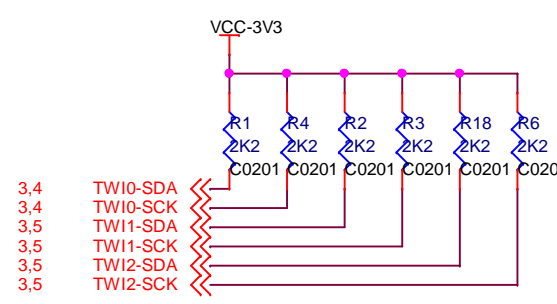 VCC-3V3
R1 R4 R2 R3 R18 R6
2K2 2K2 2K2 2K2 2K2 2K2
C0201 C0201 C0201 C0201 C0201 C020
3,4 TWI0-SDA
3,4 TWI0-SCK
3,5 TWI1-SDA
3,5 TWI1-SCK
3,5 TWI2-SDA
3,5 TWI2-SCK